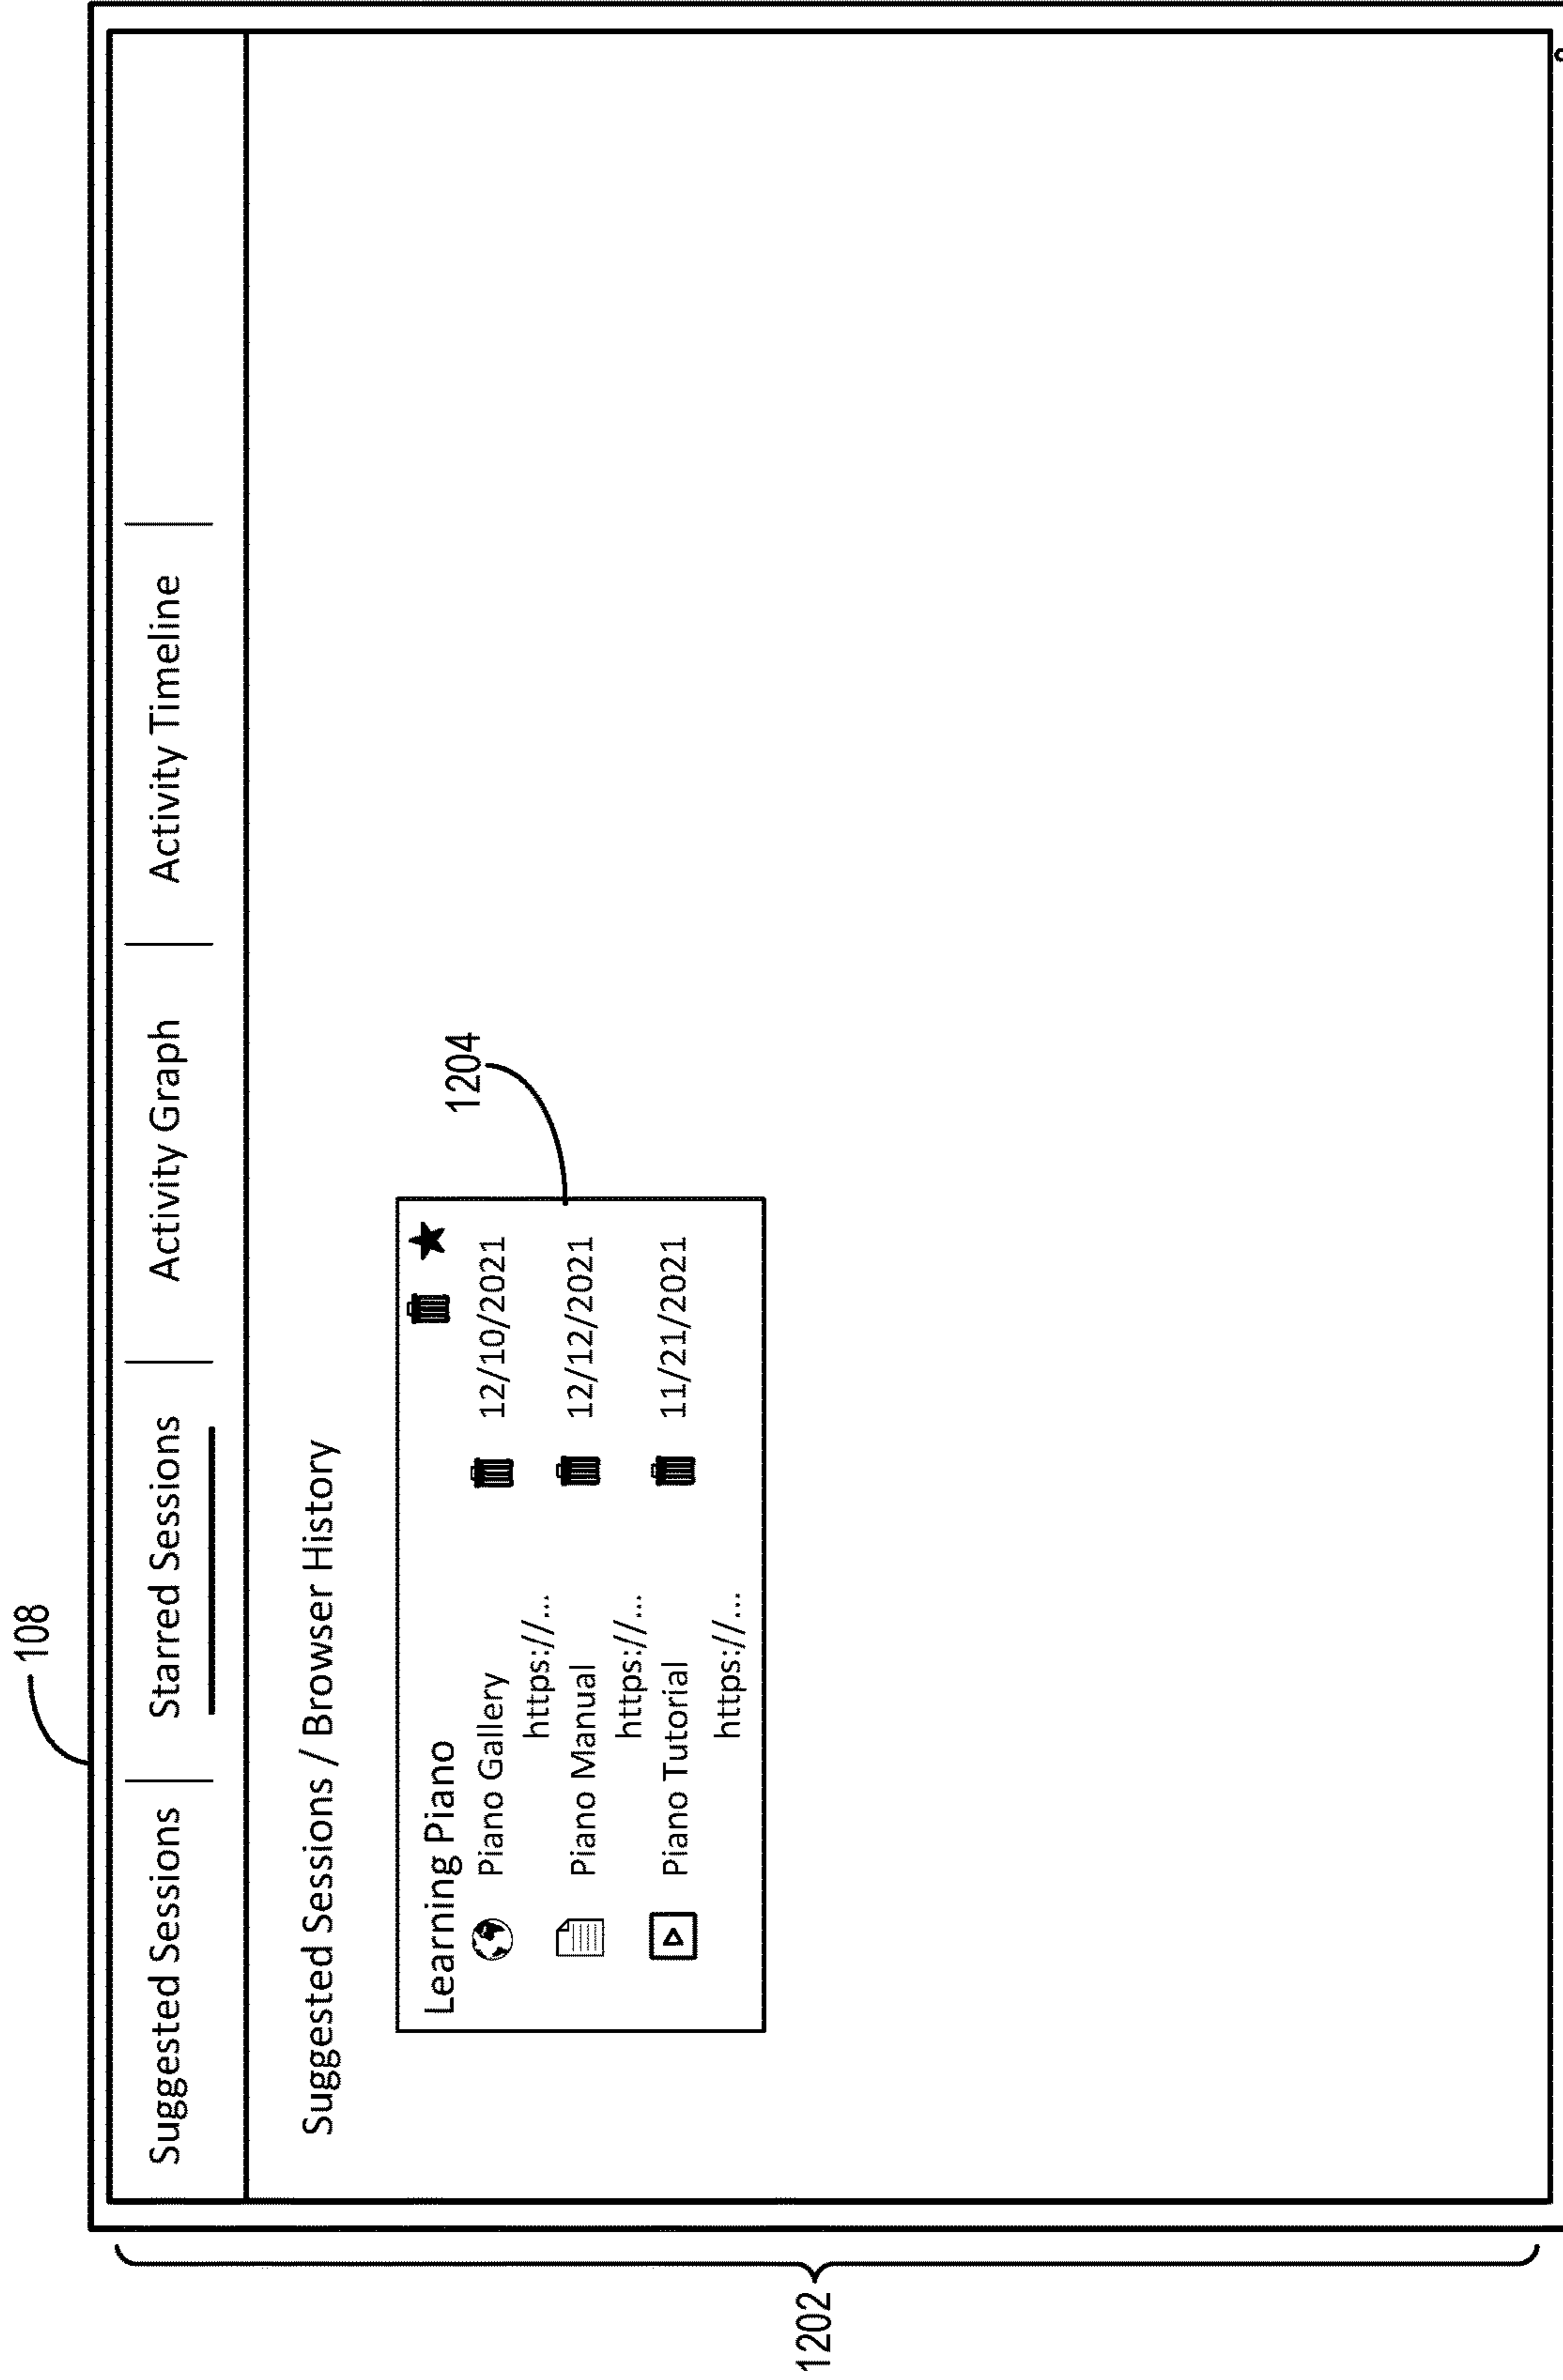 108
Suggested Sessions Starred Sessions Activity Graph Activity Timeline
Suggested Sessions / Browser History
1204
Learning Piano
Piano Gallery 12/10/2021
https://...
Piano Manual 12/12/2021
https://...
Piano Tutorial 11/21/2021
https://...
1202